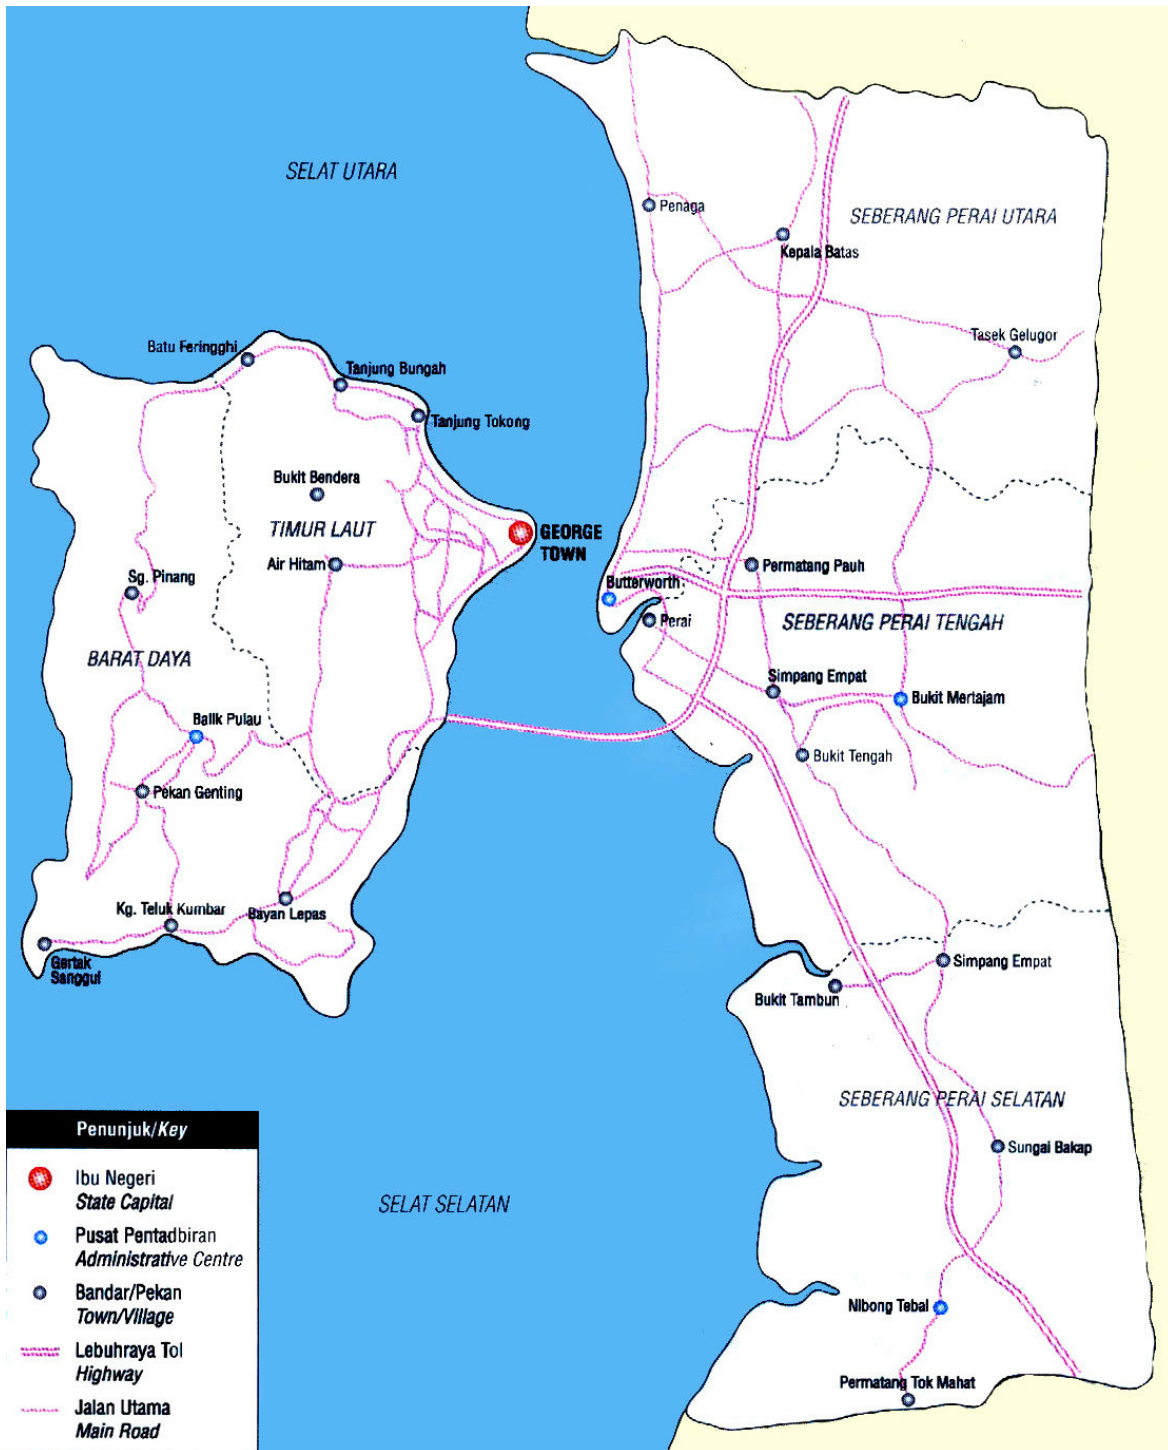 SELAT UTARA
Penaga
SEBERANG PERAI UTARA
Kepala Batas
Tasek Gelugor
Batu Feringghi
Tanjung Bungah
Tanjung Tokong
Bukit Bendera
TIMUR LAUT
GEORGE
TOWN
Air Hitam
Permatang Pauh
Sg. Pinang
Butterworth
Perai
SEBERANG PERAI TENGAH
BARAT DAYA
Simpang Empat
Bukit Mertajam
Balik Pulau
Bukit Tengah
Pekan Genting
Kg. Teluk Kumbar
Bayan Lepas
Gertak
Sanggul
Simpang Empat
Bukit Tambun
SEBERANG PERAI SELATAN
Sungai Bakap
SELAT SELATAN
Nibong Tebal
Permatang Tok Mahat
Penunjuk/Key
Ibu Negeri
State Capital
Pusat Pentadbiran
Administrative Centre
Bandar/Pekan
Town/Village
Lebuhraya Tol
Highway
Jalan Utama
Main Road